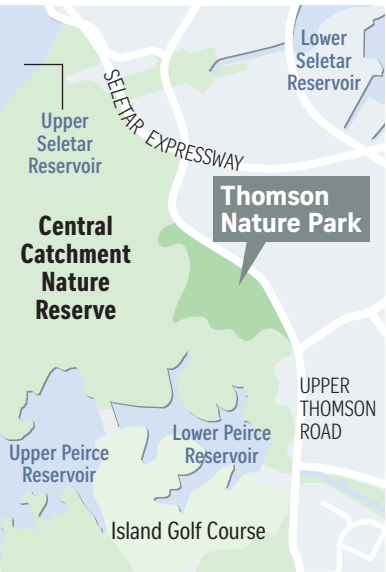 Lower
Seletar
Reservoir
SELETAR EXPRESSWAY
Upper
Seletar
Reservoir
Thomson
Nature Park
Central
Catchment
Nature
Reserve
UPPER
THOMSON
ROAD
Lower Peirce
Reservoir
Upper Peirce
Reservoir
Island Golf Course